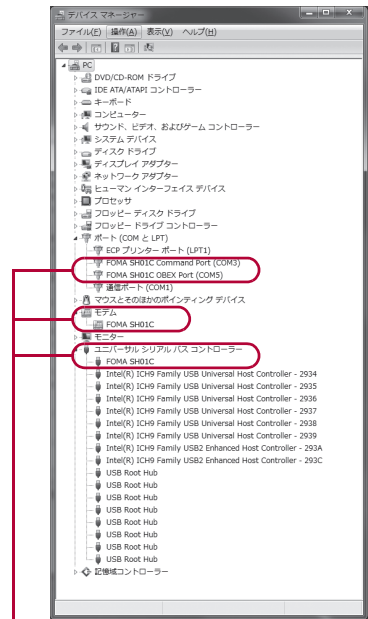 デバイス マネージャー
ファイル(F) 操作(A) 表示(V) ヘルプ(H)
PC
DVD/CD-ROM ドライブ
IDE ATA/ATAPI コントローラー
キーボード
コンピューター
サウンド、ビデオ、およびゲーム コントローラー
システム デバイス
ディスク ドライブ
ディスプレイ アダプター
ネットワーク アダプター
ヒューマン インターフェイス デバイス
プロセッサ
フロッピー ディスク ドライブ
フロッピー ドライブ コントローラー
ポート (COM と LPT)
ECP プリンター ポート (LPT1)
FOMA SH01C Command Port (COM3)
FOMA SH01C OBEX Port (COM5)
通信ポート (COM1)
マウスとそのほかのポインティング デバイス
モデム
FOMA SH01C
モニター
ユニバーサル シリアル バス コントローラー
FOMA SH01C
Intel(R) ICH9 Family USB Universal Host Controller - 2934
Intel(R) ICH9 Family USB Universal Host Controller - 2935
Intel(R) ICH9 Family USB Universal Host Controller - 2936
Intel(R) ICH9 Family USB Universal Host Controller - 2937
Intel(R) ICH9 Family USB Universal Host Controller - 2938
Intel(R) ICH9 Family USB Universal Host Controller - 2939
Intel(R) ICH9 Family USB2 Enhanced Host Controller - 293A
Intel(R) ICH9 Family USB2 Enhanced Host Controller - 293C
USB Root Hub
USB Root Hub
USB Root Hub
USB Root Hub
USB Root Hub
USB Root Hub
USB Root Hub
USB Root Hub
記憶域コントローラー